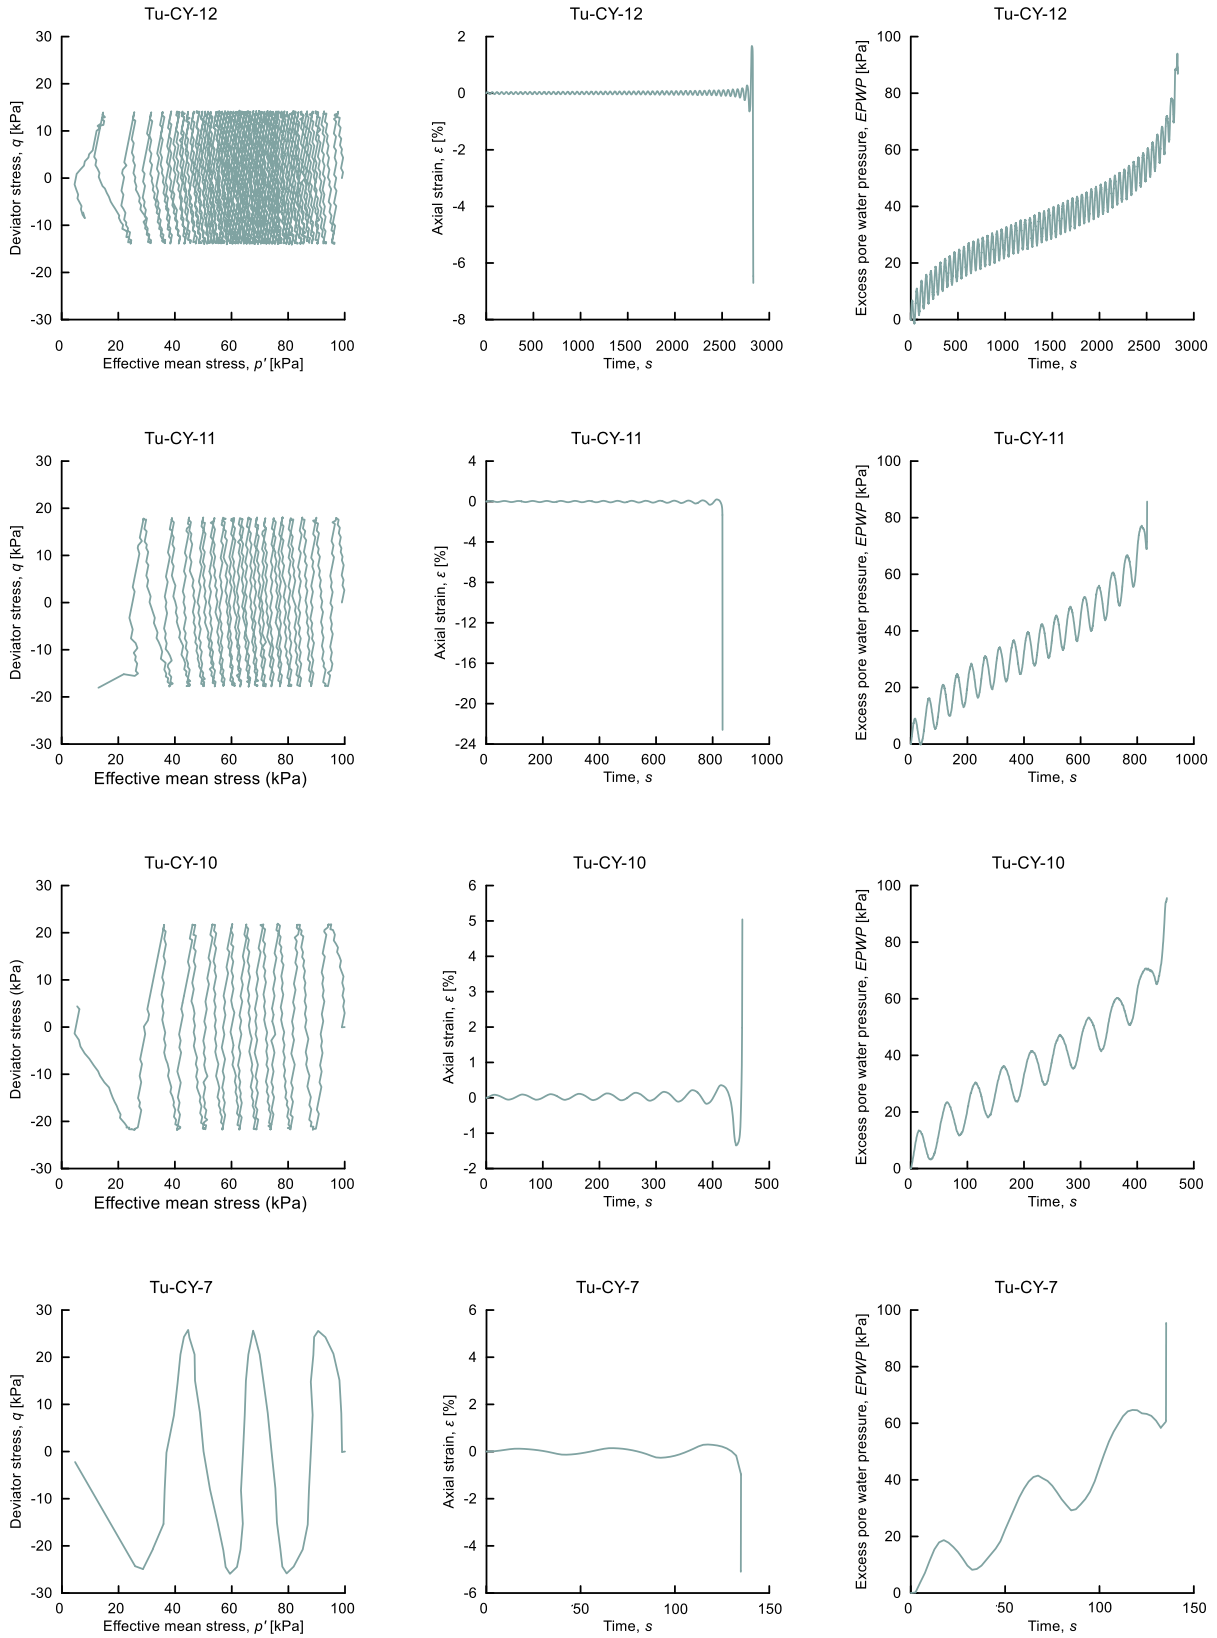 Tu-CY-12 Tu-CY-12 Tu-CY-12
30
20
10
0
-10
-20
-30
Deviator stress, q [kPa]
0 20 40 60 80 100
Effective mean stress, p' [kPa]
2
0
-2
-4
-6
-8
Axial strain, ε [%]
0 500 1000 1500 2000 2500 3000
Time, s
100
80
60
40
20
0
Excess pore water pressure, EPWP [kPa]
0 500 1000 1500 2000 2500 3000
Time, s
Tu-CY-11 Tu-CY-11 Tu-CY-11
30
20
10
0
-10
-20
-30
Deviator stress, q [kPa]
0 20 40 60 80 100
Effective mean stress (kPa)
4
0
-4
-8
-12
-16
-20
-24
Axial strain, ε [%]
0 200 400 600 800 1000
Time, s
100
80
60
40
20
0
Excess pore water pressure, EPWP [kPa]
0 200 400 600 800 1000
Time, s
Tu-CY-10 Tu-CY-10 Tu-CY-10
30
20
10
0
-10
-20
-30
Deviator stress (kPa)
0 20 40 60 80 100
Effective mean stress (kPa)
6
5
4
3
2
1
0
-1
-2
Axial strain, ε [%]
0 100 200 300 400 500
Time, s
100
80
60
40
20
0
Excess pore water pressure, EPWP [kPa]
0 100 200 300 400 500
Time, s
Tu-CY-7 Tu-CY-7 Tu-CY-7
30
20
10
0
-10
-20
-30
Deviator stress, q [kPa]
0 20 40 60 80 100
Effective mean stress, p' [kPa]
6
4
2
0
-2
-4
-6
Axial strain, ε [%]
0 50 100 150
Time, s
100
80
60
40
20
0
Excess pore water pressure, EPWP [kPa]
0 50 100 150
Time, s